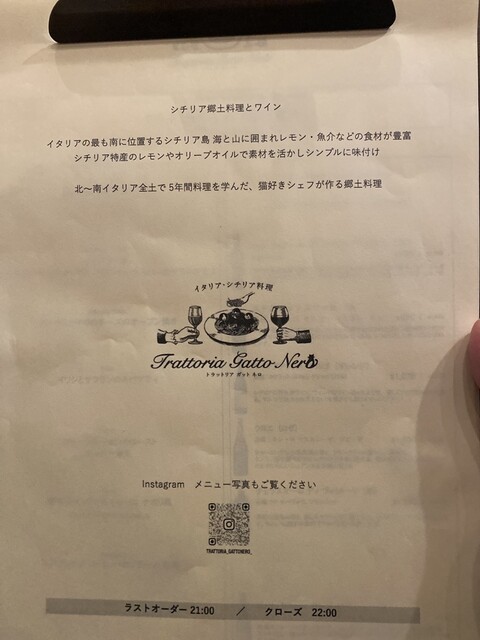 シチリア郷土料理とワイン
イタリアの最も南に位置するシチリア島 海と山に囲まれレモン・魚介などの食材が豊富
シチリア特産のレモンやオリーブオイルで素材を活かしシンプルに味付け
北〜南イタリア全土で 5年間料理を学んだ、猫好きシェフが作る郷土料理
イタリア・シチリア料理
Trattoria Gatto Nero
トラットリア ガット ネロ
Instagram メニュー写真もご覧ください
TRATTORIA_GATTONERO_
ラストオーダー 21:00 / クローズ 22:00